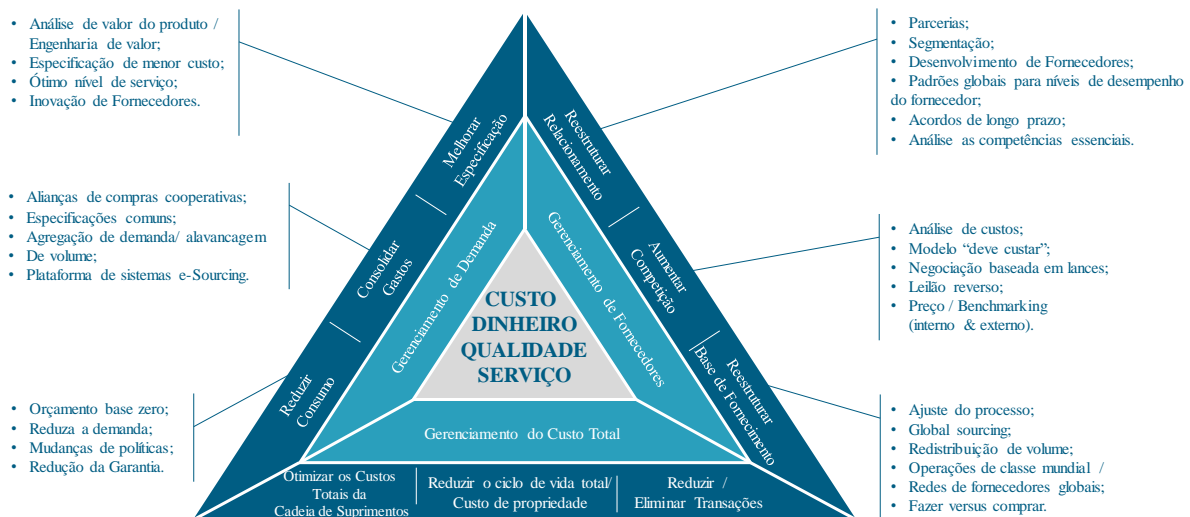 • Análise de valor do produto /
Engenharia de valor;
• Especificação de menor custo;
• Ótimo nível de serviço;
• Inovação de Fornecedores.
• Alianças de compras cooperativas;
• Especificações comuns;
• Agregação de demanda/ alavancagem
• De volume;
• Plataforma de sistemas e-Sourcing.
• Orçamento base zero;
• Reduza a demanda;
• Mudanças de políticas;
• Redução da Garantia.
Melhorar
Especificação
Consolidar
Gastos
Reduzir
Consumo
Gerenciamento de Demanda
CUSTO
DINHEIRO
QUALIDADE
SERVIÇO
Gerenciamento de Fornecedores
Gerenciamento do Custo Total
Reestruturar
Relacionamento
Aumentar
Competição
Reestruturar
Base de Fornecimento
Otimizar os Custos
Totais da
Cadeia de Suprimentos
Reduzir o ciclo de vida total/
Custo de propriedade
Reduzir /
Eliminar Transações
• Parcerias;
• Segmentação;
• Desenvolvimento de Fornecedores;
• Padrões globais para níveis de desempenho
do fornecedor;
• Acordos de longo prazo;
• Análise as competências essenciais.
• Análise de custos;
• Modelo “deve custar”;
• Negociação baseada em lances;
• Leilão reverso;
• Preço / Benchmarking
(interno & externo).
• Ajuste do processo;
• Global sourcing;
• Redistribuição de volume;
• Operações de classe mundial /
• Redes de fornecedores globais;
• Fazer versus comprar.